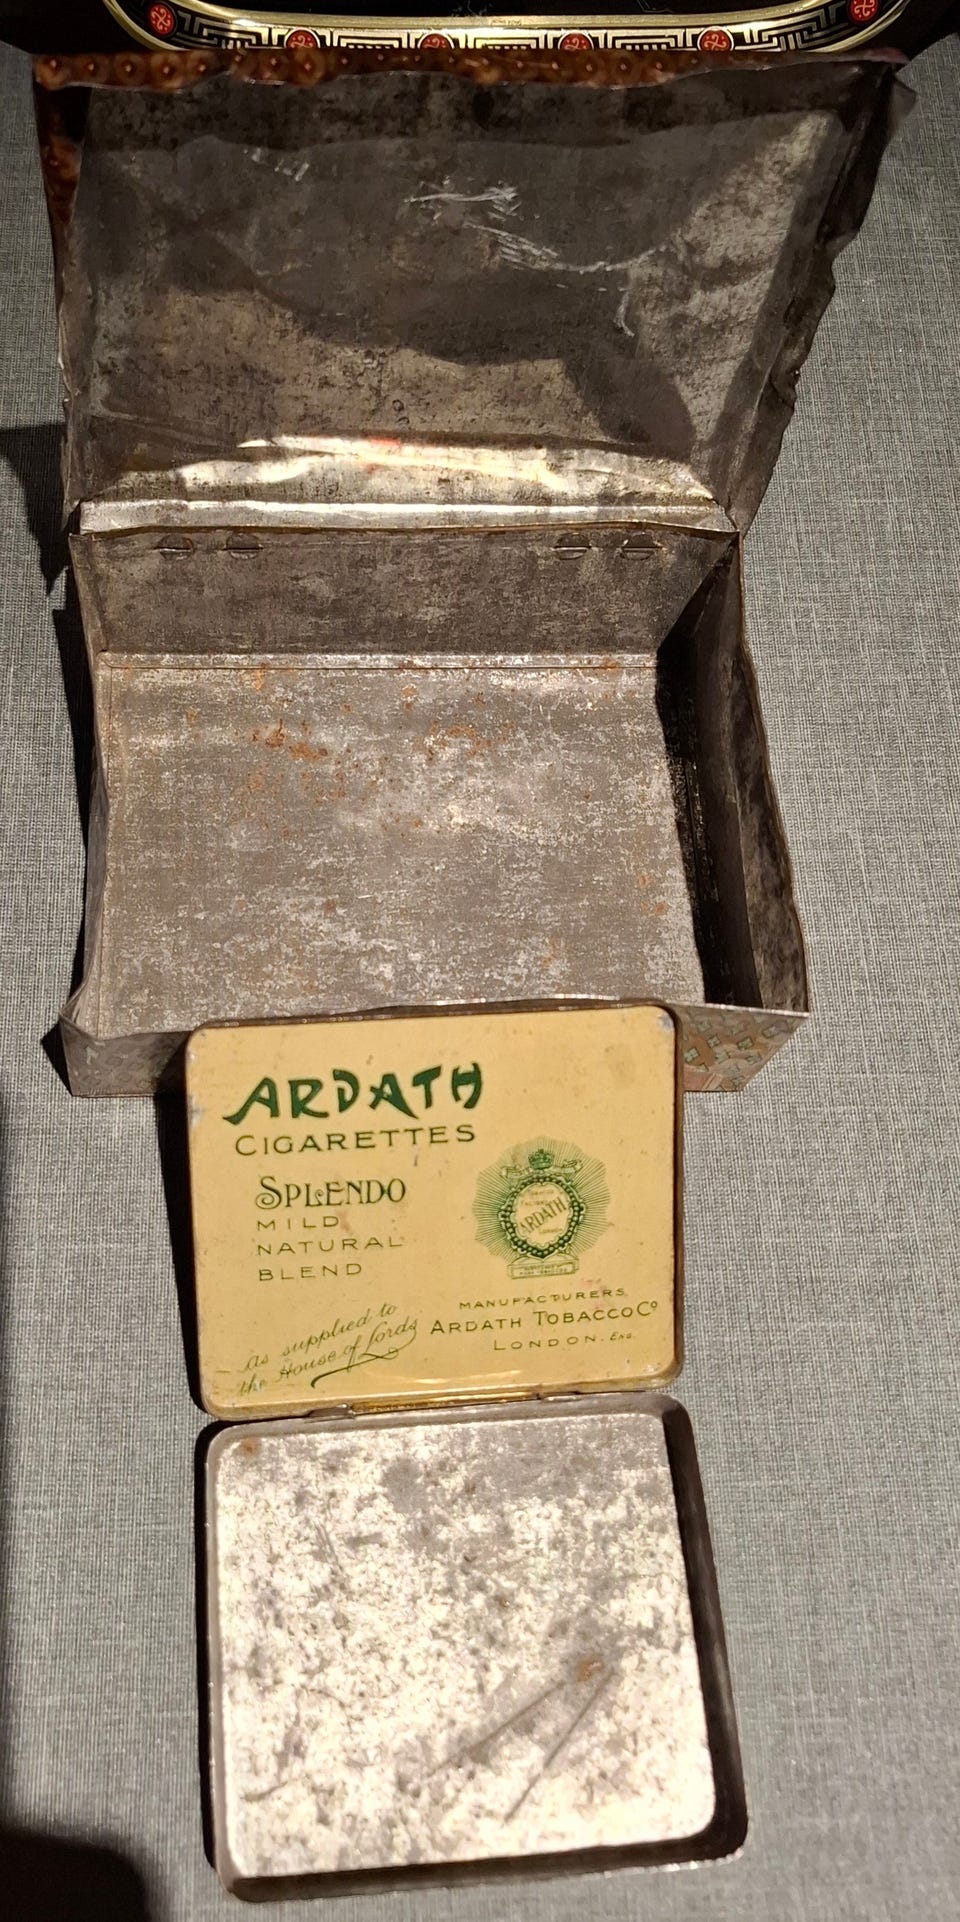 ARDATH
CIGARETTES
SPLENDO
MILD
NATURAL
BLEND
as supplied to
the House of Lords
ARDATH
MANUFACTURERS
ARDATH TOBACCO Cº
LONDON. ENG.